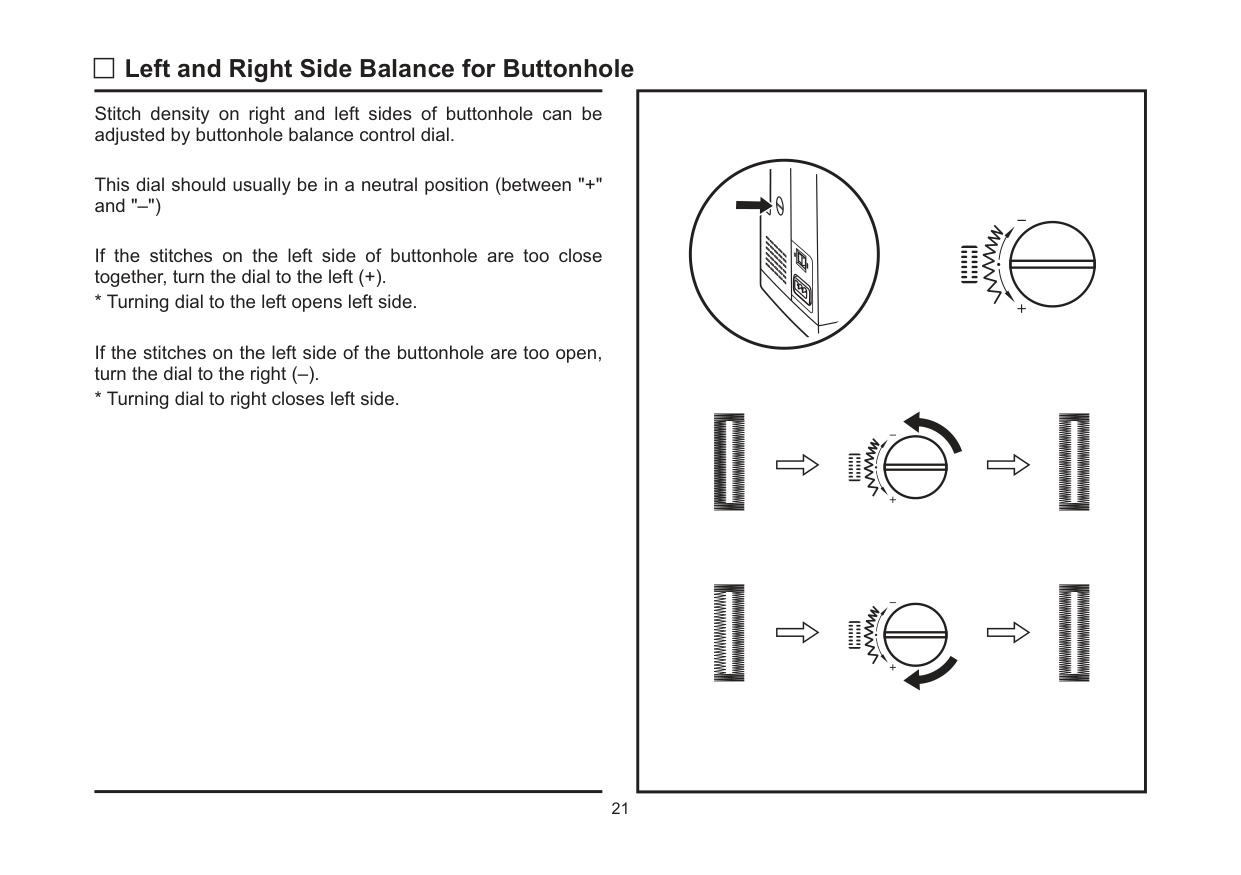 Left and Right Side Balance for Buttonhole
Stitch density on right and left sides of buttonhole can be
adjusted by buttonhole balance control dial.
This dial should usually be in a neutral position (between "+"
and "–")
If the stitches on the left side of buttonhole are too close
together, turn the dial to the left (+).
* Turning dial to the left opens left side.
If the stitches on the left side of the buttonhole are too open,
turn the dial to the right (–).
* Turning dial to right closes left side.
–
+
–
+
–
+
21